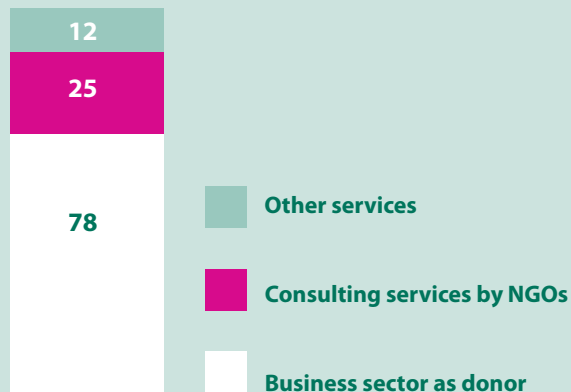 12
25
78
Other services
Consulting services by NGOs
Business sector as donor